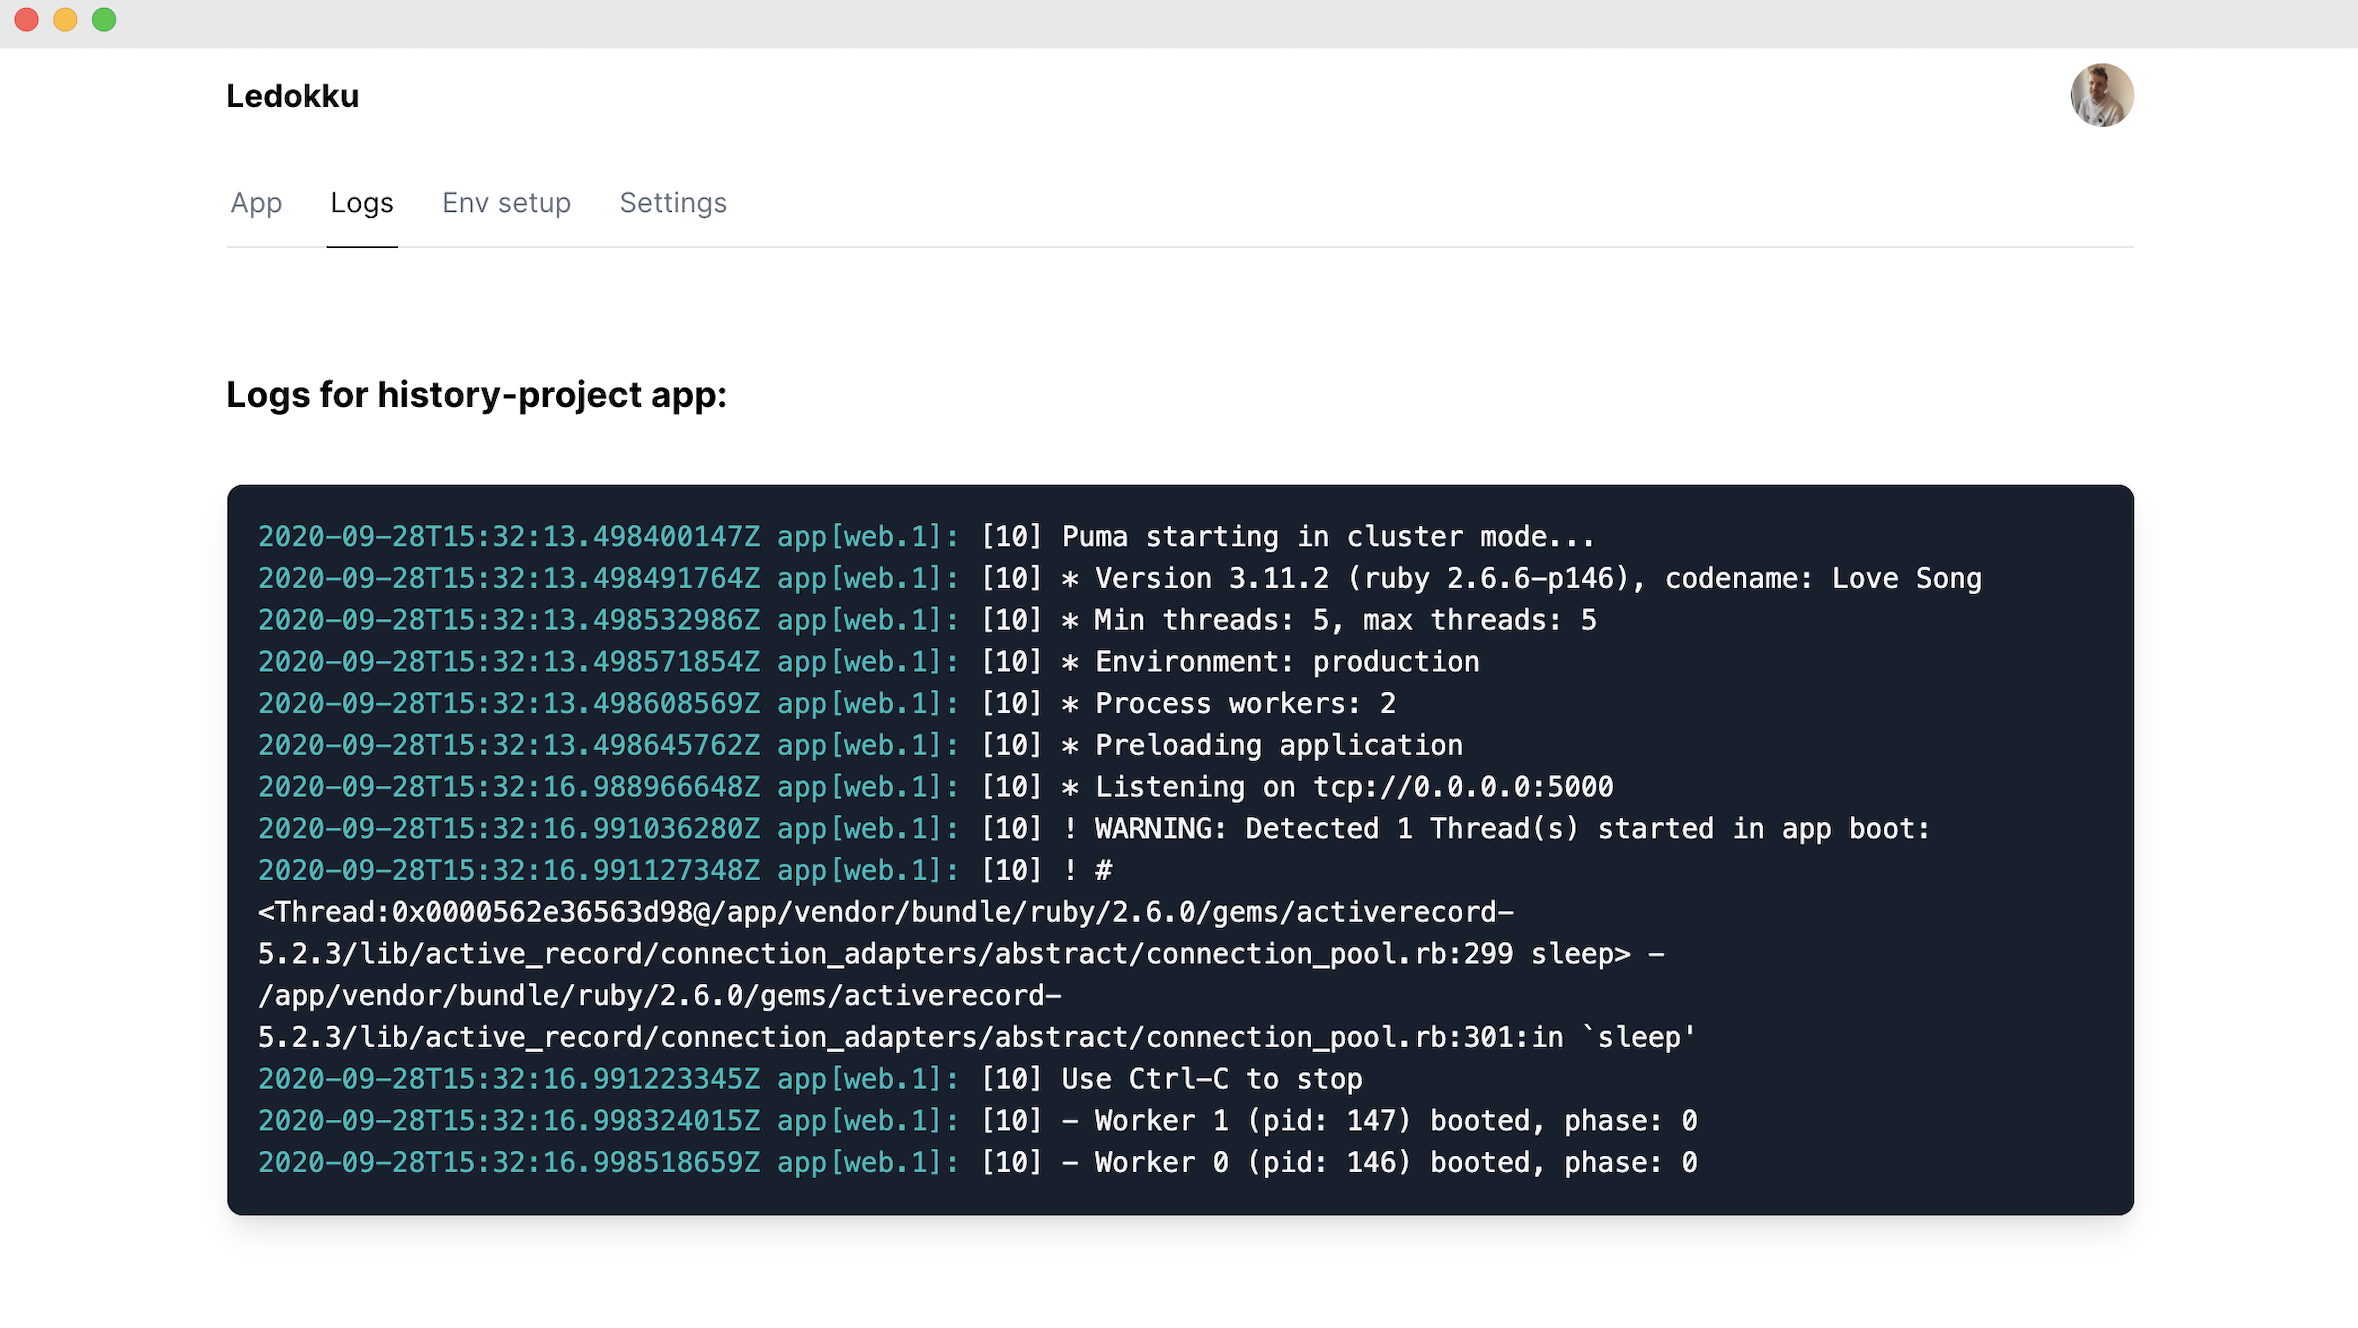 Ledokku
App Logs Env setup Settings
Logs for history-project app:
2020-09-28T15:32:13.498400147Z app[web.1]: [10] Puma starting in cluster mode...
2020-09-28T15:32:13.498491764Z app[web.1]: [10] * Version 3.11.2 (ruby 2.6.6-p146), codename: Love Song
2020-09-28T15:32:13.498532986Z app[web.1]: [10] * Min threads: 5, max threads: 5
2020-09-28T15:32:13.498571854Z app[web.1]: [10] * Environment: production
2020-09-28T15:32:13.498608569Z app[web.1]: [10] * Process workers: 2
2020-09-28T15:32:13.498645762Z app[web.1]: [10] * Preloading application
2020-09-28T15:32:16.988966648Z app[web.1]: [10] * Listening on tcp://0.0.0.0:5000
2020-09-28T15:32:16.991036280Z app[web.1]: [10] ! WARNING: Detected 1 Thread(s) started in app boot:
2020-09-28T15:32:16.991127348Z app[web.1]: [10] ! #
<Thread:0x0000562e36563d98@/app/vendor/bundle/ruby/2.6.0/gems/activerecord-
5.2.3/lib/active_record/connection_adapters/abstract/connection_pool.rb:299 sleep> -
/app/vendor/bundle/ruby/2.6.0/gems/activerecord-
5.2.3/lib/active_record/connection_adapters/abstract/connection_pool.rb:301:in `sleep'
2020-09-28T15:32:16.991223345Z app[web.1]: [10] Use Ctrl-C to stop
2020-09-28T15:32:16.998324015Z app[web.1]: [10] - Worker 1 (pid: 147) booted, phase: 0
2020-09-28T15:32:16.998518659Z app[web.1]: [10] - Worker 0 (pid: 146) booted, phase: 0